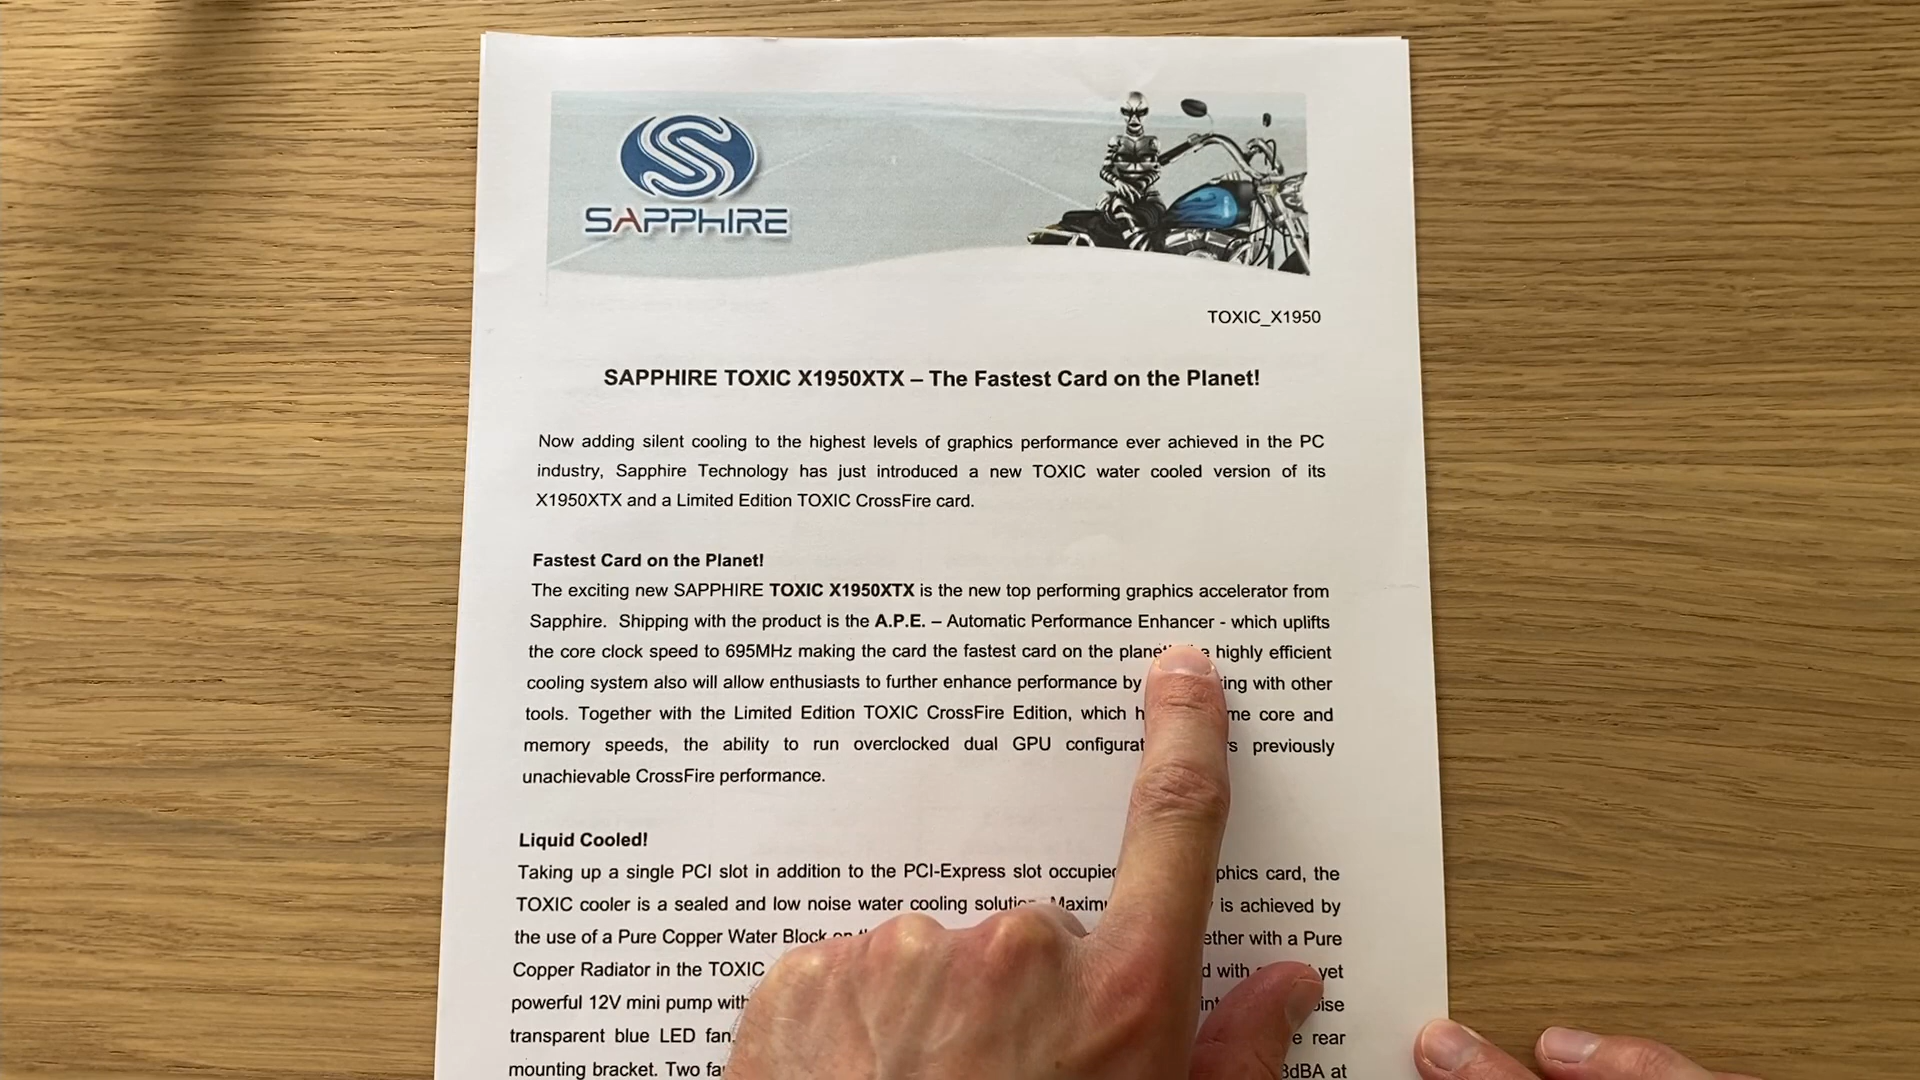 SAPPHIRE
TOXIC_X1950
SAPPHIRE TOXIC X1950XTX – The Fastest Card on the Planet!
Now adding silent cooling to the highest levels of graphics performance ever achieved in the PC
industry, Sapphire Technology has just introduced a new TOXIC water cooled version of its
X1950XTX and a Limited Edition TOXIC CrossFire card.
Fastest Card on the Planet!
The exciting new SAPPHIRE TOXIC X1950XTX is the new top performing graphics accelerator from
Sapphire. Shipping with the product is the A.P.E. – Automatic Performance Enhancer - which uplifts
the core clock speed to 695MHz making the card the fastest card on the planet highly efficient
cooling system also will allow enthusiasts to further enhance performance by with other
tools. Together with the Limited Edition TOXIC CrossFire Edition, which core and
memory speeds, the ability to run overclocked dual GPU previously
unachievable CrossFire performance.
Liquid Cooled!
Taking up a single PCI slot in addition to the PCI-Express slot card, the
TOXIC cooler is a sealed and low noise water cooling is achieved by
the use of a Pure Copper Water Block with a Pure
Copper Radiator in the TOXIC with yet
powerful 12V mini pump
transparent blue LED fan. rear
mounting bracket. Two at